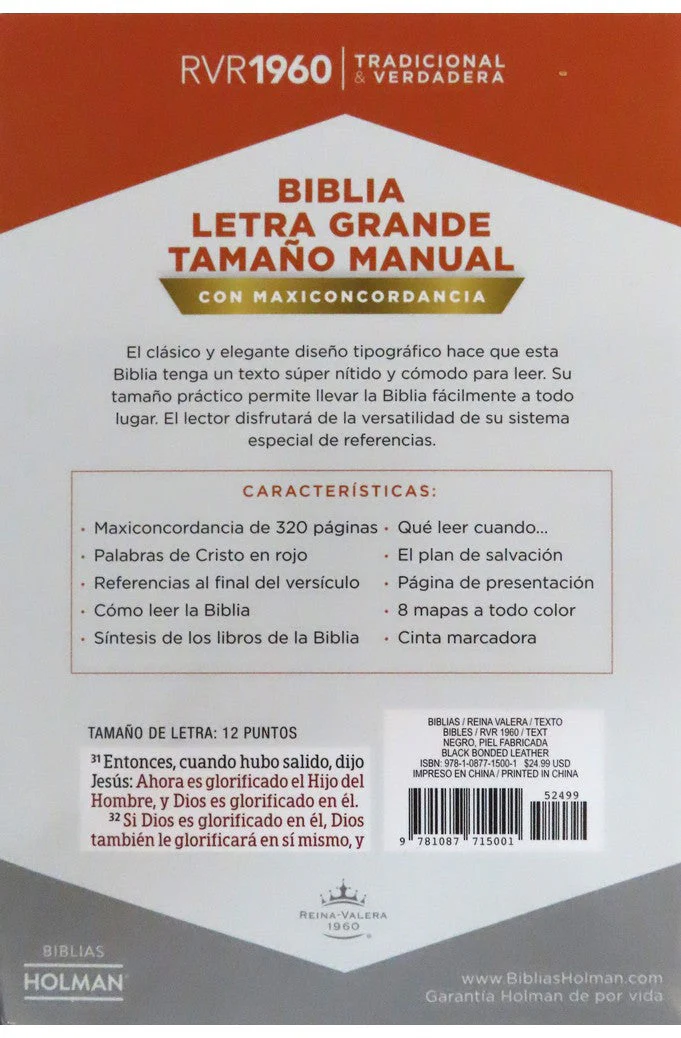 RVR1960 | TRADICIONAL
& VERDADERA
BIBLIA
LETRA GRANDE
TAMAÑO MANUAL
CON MAXICONCORDANCIA
El clásico y elegante diseño tipográfico hace que esta
Biblia tenga un texto súper nítido y cómodo para leer. Su
tamaño práctico permite llevar la Biblia fácilmente a todo
lugar. El lector disfrutará de la versatilidad de su sistema
especial de referencias.
CARACTERÍSTICAS:
• Maxiconcordancia de 320 páginas
• Palabras de Cristo en rojo
• Referencias al final del versículo
• Cómo leer la Biblia
• Síntesis de los libros de la Biblia
• Qué leer cuando...
• El plan de salvación
• Página de presentación
• 8 mapas a todo color
• Cinta marcadora
TAMAÑO DE LETRA: 12 PUNTOS
31 Entonces, cuando hubo salido, dijo
Jesús: Ahora es glorificado el Hijo del
Hombre, y Dios es glorificado en él.
32 Si Dios es glorificado en él, Dios
también le glorificará en sí mismo, y
BIBLIAS / REINA VALERA / TEXTO
BIBLES / RVR 1960 / TEXT
NEGRO, PIEL FABRICADA
BLACK BONDED LEATHER
ISBN: 978-1-0877-1500-1 $24.99 USD
IMPRESO EN CHINA / PRINTED IN CHINA
52499
9 781087 715001
REINA-VALERA
1960
BIBLIAS
HOLMAN
www.BibliasHolman.com
Garantía Holman de por vida